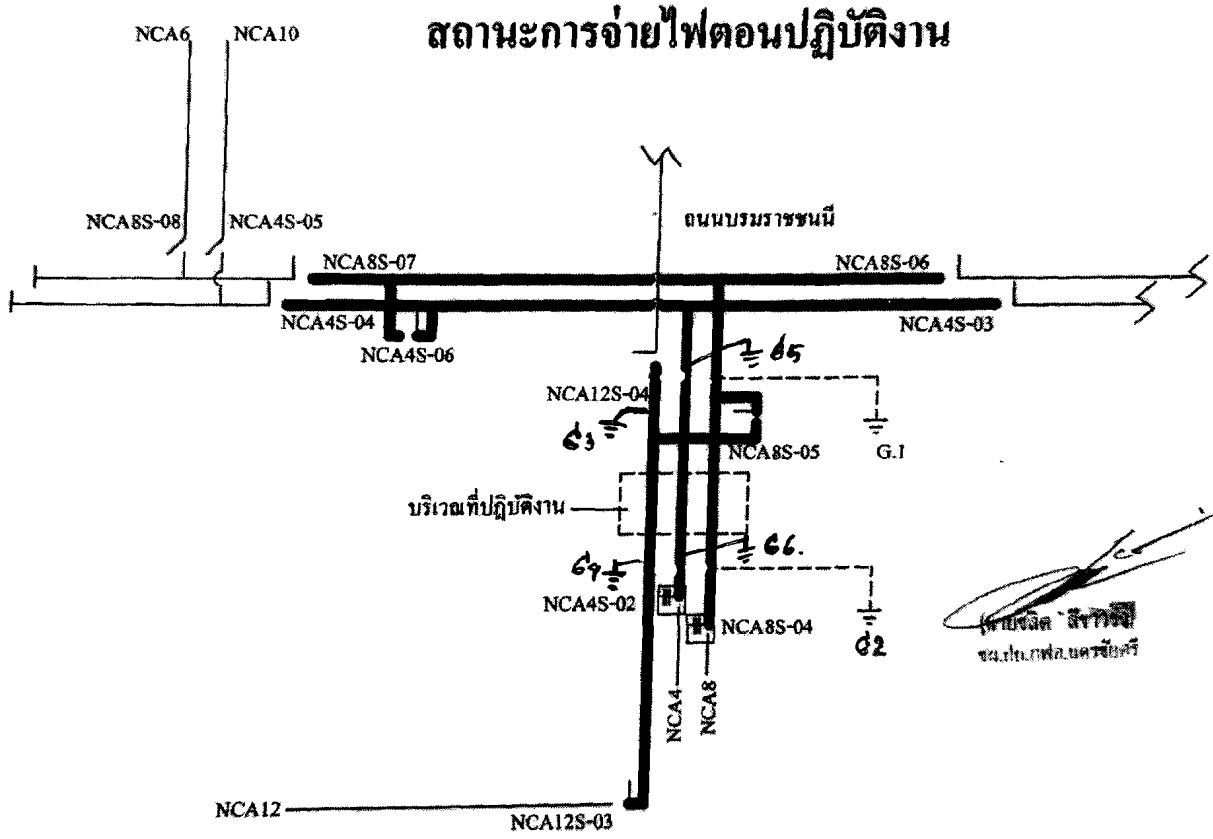 สถานะการจ่ายไฟตอนปฏิบัติงาน
NCA6 NCA10
NCA8S-08 NCA4S-05
ถนนบรมราชชนนี
NCA8S-07 NCA8S-06
NCA4S-04 NCA4S-03
NCA4S-06
G5
NCA12S-04
G3
NCA8S-05 G.1
บริเวณที่ปฏิบัติงาน
G6.
G4
NCA4S-02
NCA8S-04
G2
NCA4
NCA8
NCA12
NCA12S-03